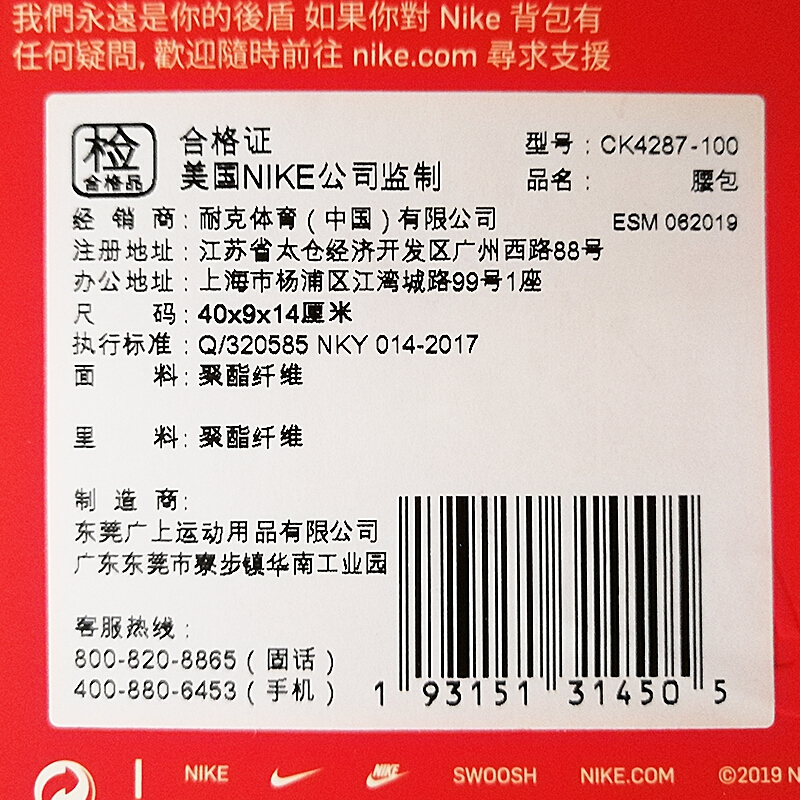 我們永遠是你的後盾 如果你對 Nike 背包有
任何疑問, 歡迎隨時前往 nike.com 尋求支援
检
合格品
合格证
美国NIKE公司监制
型号：CK4287-100
品名： 腰包
经销商：耐克体育（中国）有限公司
ESM 062019
注册地址：江苏省太仓经济开发区广州西路88号
办公地址：上海市杨浦区江湾城路99号1座
尺 码：40x9x14厘米
执行标准：Q/320585 NKY 014-2017
面 料：聚酯纤维
里 料：聚酯纤维
制 造 商:
东莞广上运动用品有限公司
广东东莞市寮步镇华南工业园
客服热线：
800-820-8865（固话）
400-880-6453（手机）
1 93151 31450 5
NIKE
NIKE
SWOOSH
NIKE.COM
©2019 N